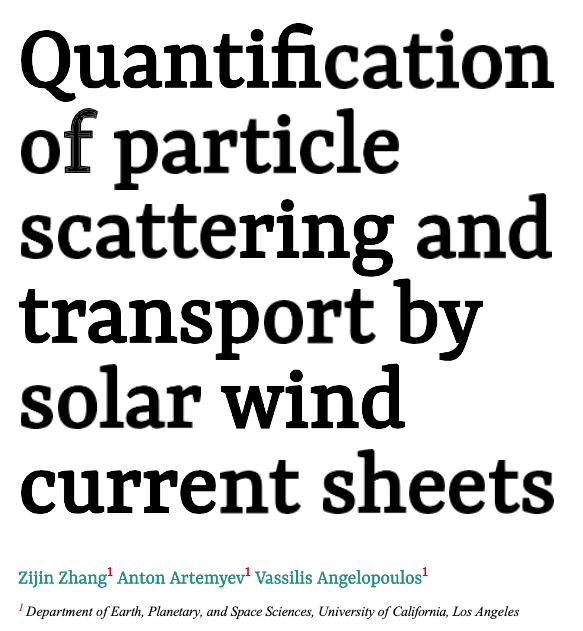 Quantification
of particle
scattering and
transport by
solar wind
current sheets
Zijin Zhang¹ Anton Artemyev¹ Vassilis Angelopoulos¹
¹ Department of Earth, Planetary, and Space Sciences, University of California, Los Angeles